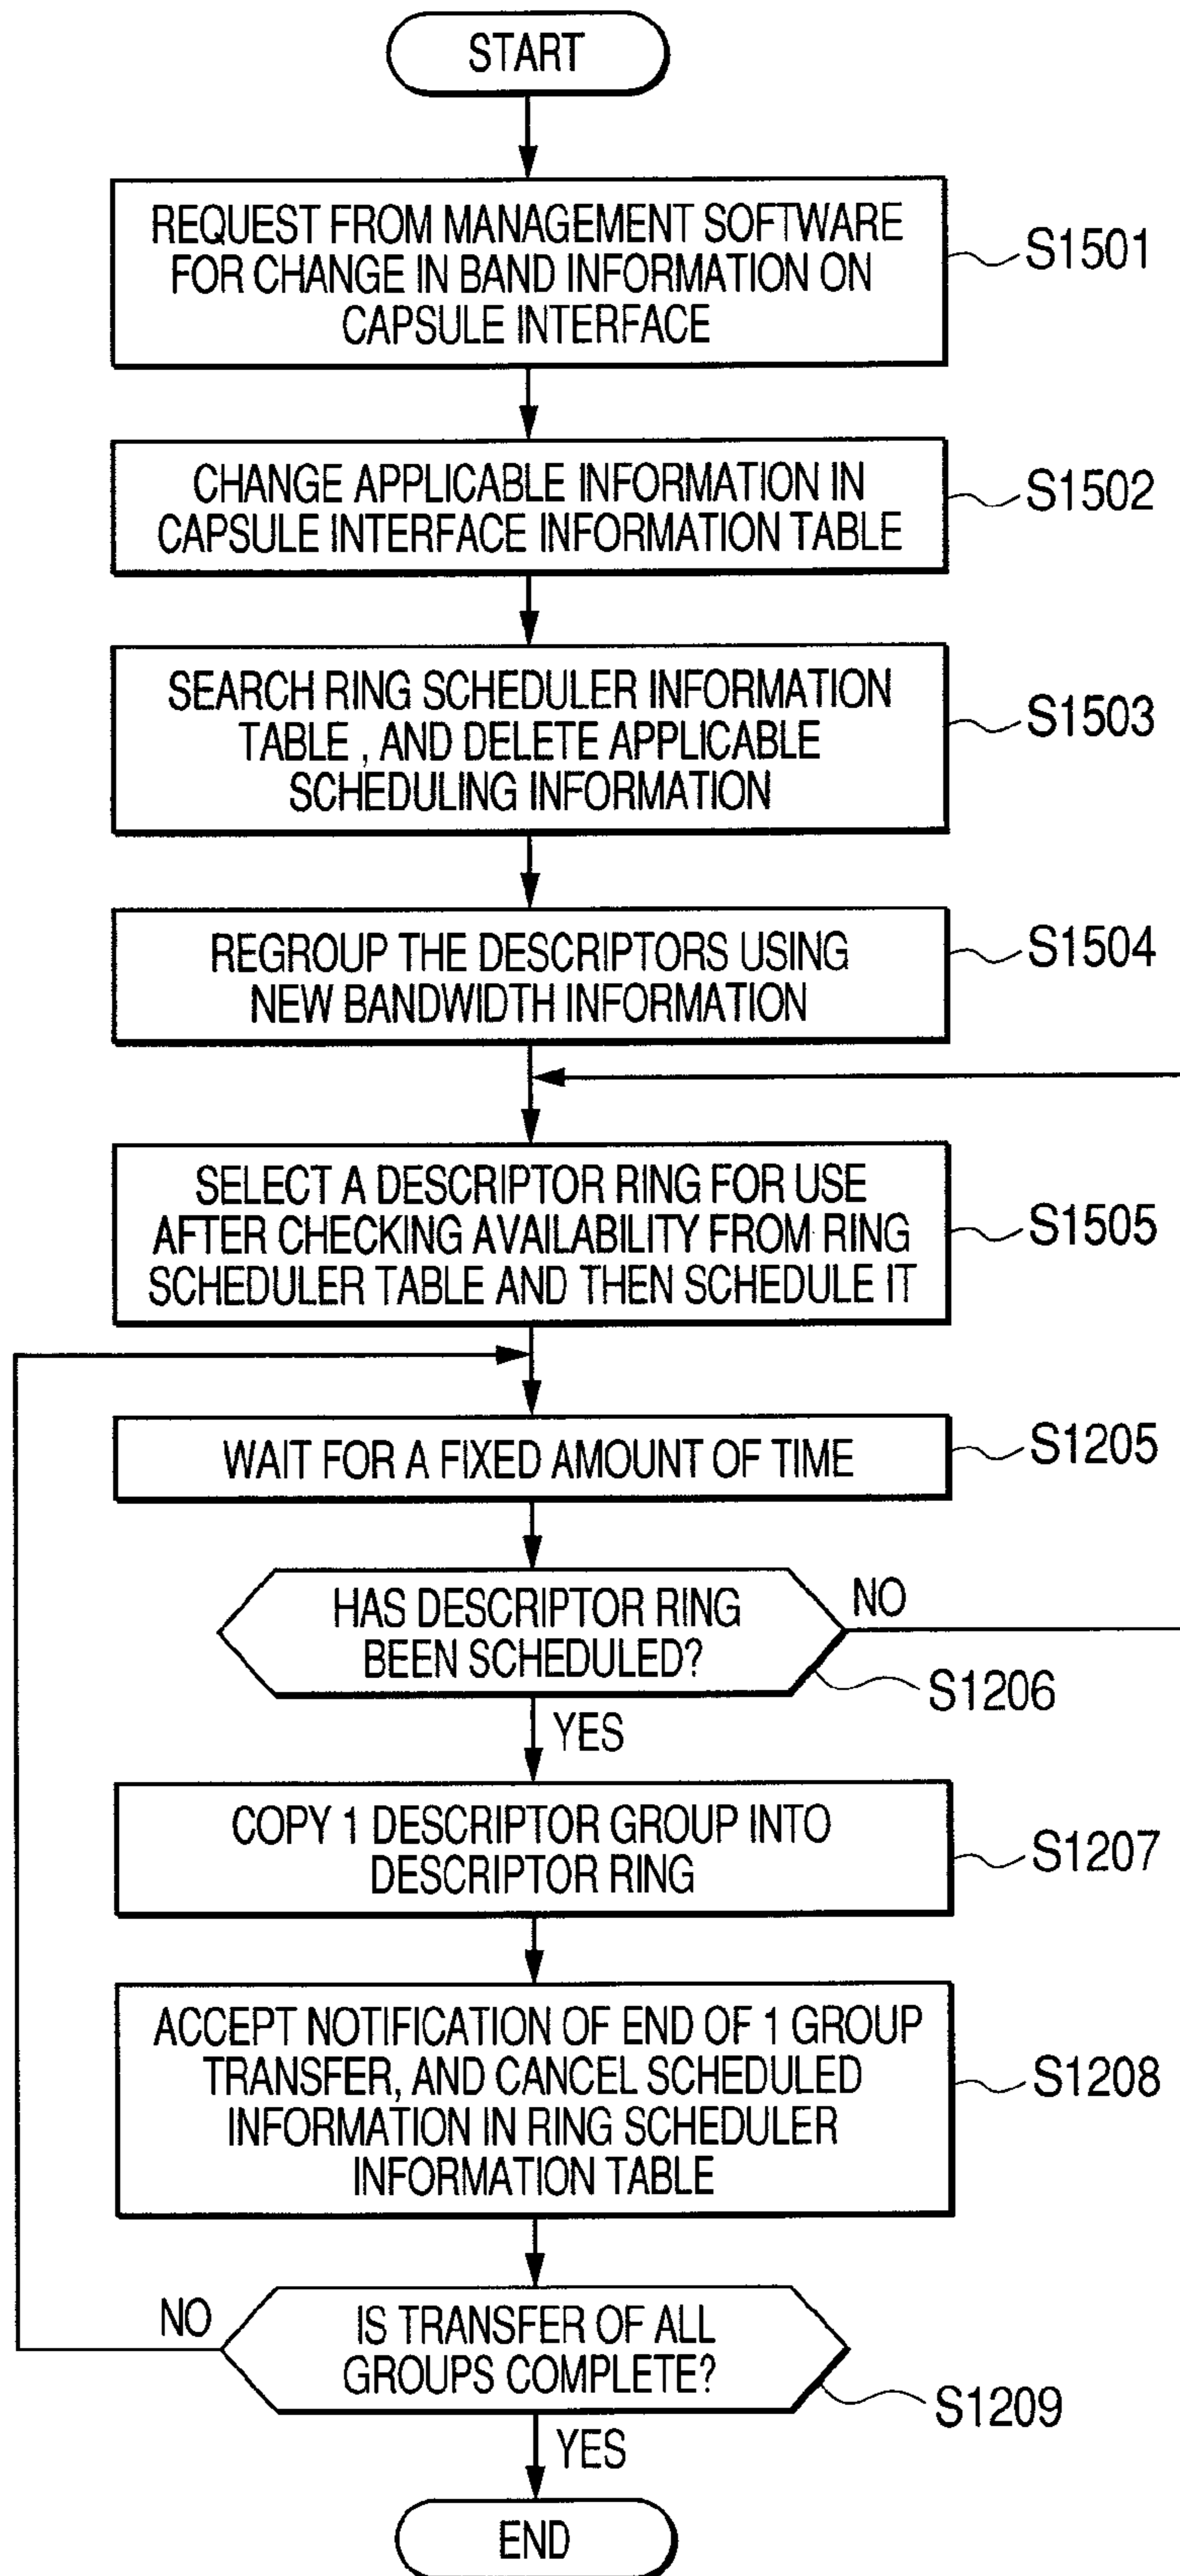 START
REQUEST FROM MANAGEMENT SOFTWARE
FOR CHANGE IN BAND INFORMATION ON
CAPSULE INTERFACE
S1501
CHANGE APPLICABLE INFORMATION IN
CAPSULE INTERFACE INFORMATION TABLE
S1502
SEARCH RING SCHEDULER INFORMATION
TABLE , AND DELETE APPLICABLE
SCHEDULING INFORMATION
S1503
REGROUP THE DESCRIPTORS USING
NEW BANDWIDTH INFORMATION
S1504
SELECT A DESCRIPTOR RING FOR USE
AFTER CHECKING AVAILABILITY FROM RING
SCHEDULER TABLE AND THEN SCHEDULE IT
S1505
WAIT FOR A FIXED AMOUNT OF TIME
S1205
HAS DESCRIPTOR RING
BEEN SCHEDULED?
NO
S1206
YES
COPY 1 DESCRIPTOR GROUP INTO
DESCRIPTOR RING
S1207
ACCEPT NOTIFICATION OF END OF 1 GROUP
TRANSFER, AND CANCEL SCHEDULED
INFORMATION IN RING SCHEDULER
INFORMATION TABLE
S1208
NO
IS TRANSFER OF ALL
GROUPS COMPLETE?
S1209
YES
END